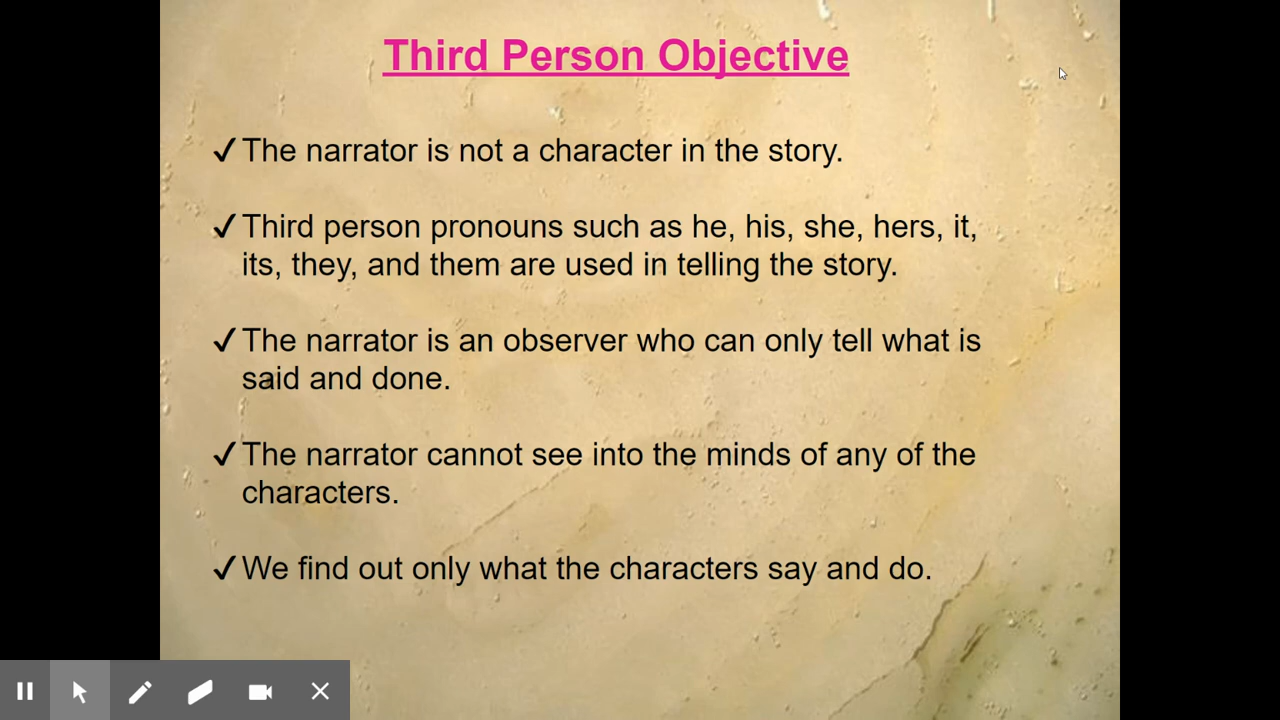 Third Person Objective
✓The narrator is not a character in the story.
✓Third person pronouns such as he, his, she, hers, it,
its, they, and them are used in telling the story.
✓The narrator is an observer who can only tell what is
said and done.
✓The narrator cannot see into the minds of any of the
characters.
✓We find out only what the characters say and do.